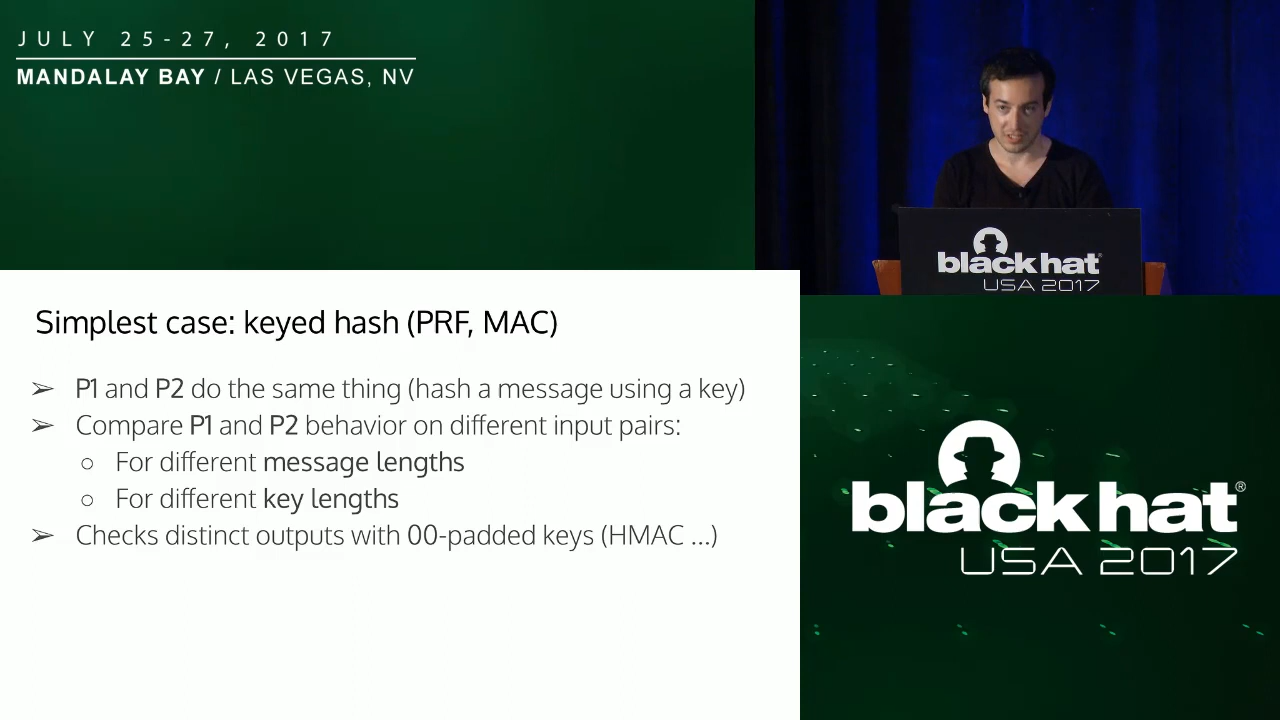 JULY 25-27, 2017
MANDALAY BAY / LAS VEGAS, NV
black hat
USA 2017
Simplest case: keyed hash (PRF, MAC)
➢ P1 and P2 do the same thing (hash a message using a key)
➢ Compare P1 and P2 behavior on different input pairs:
○ For different message lengths
○ For different key lengths
➢ Checks distinct outputs with 00-padded keys (HMAC ...)
black hat®
USA 2017